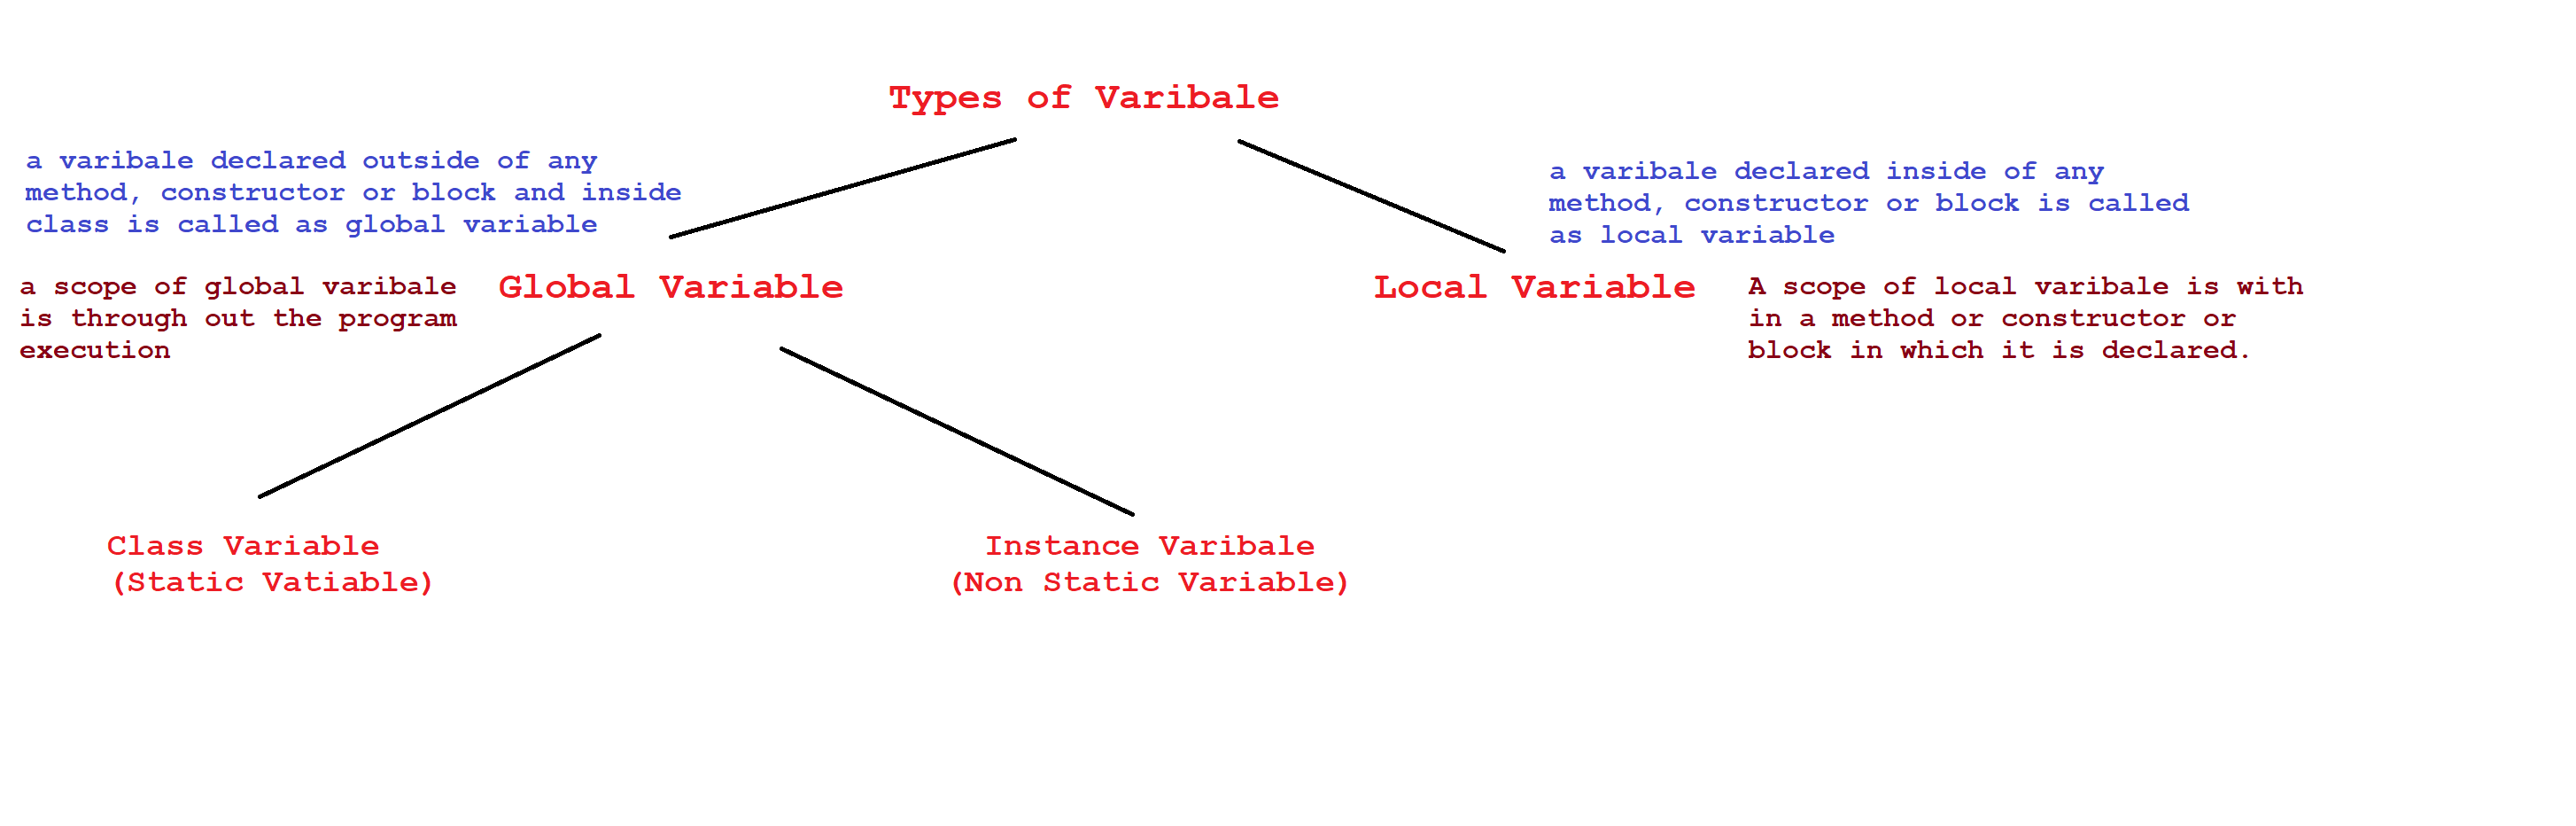 Types of Varibale
a varibale declared outside of any
method, constructor or block and inside
class is called as global variable
a varibale declared inside of any
method, constructor or block is called
as local variable
a scope of global varibale
is through out the program
execution
Global Variable
Local Variable
A scope of local varibale is with
in a method or constructor or
block in which it is declared.
Class Variable
(Static Vatiable)
Instance Varibale
(Non Static Variable)